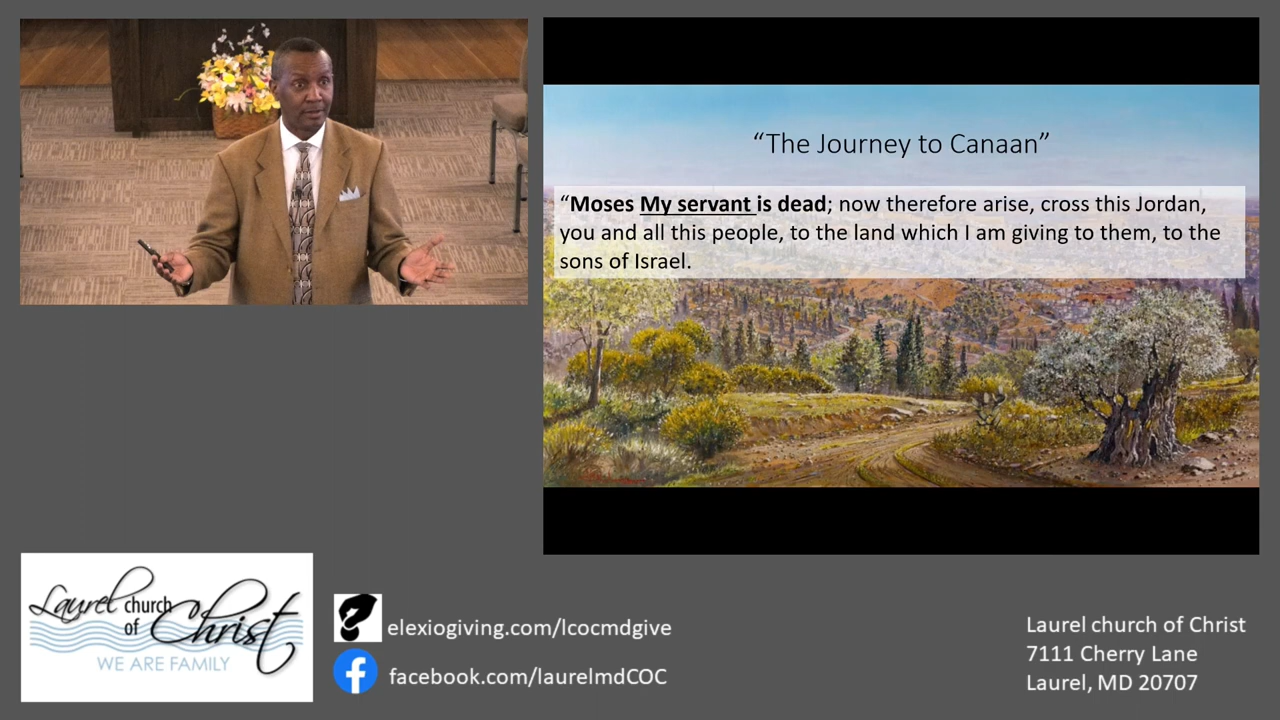 “The Journey to Canaan”
“Moses My servant is dead; now therefore arise, cross this Jordan,
you and all this people, to the land which I am giving to them, to the
sons of Israel.
Laurel church
of Christ
WE ARE FAMILY
elexiogiving.com/lcocmdgive
facebook.com/laurelmdCOC
Laurel church of Christ
7111 Cherry Lane
Laurel, MD 20707